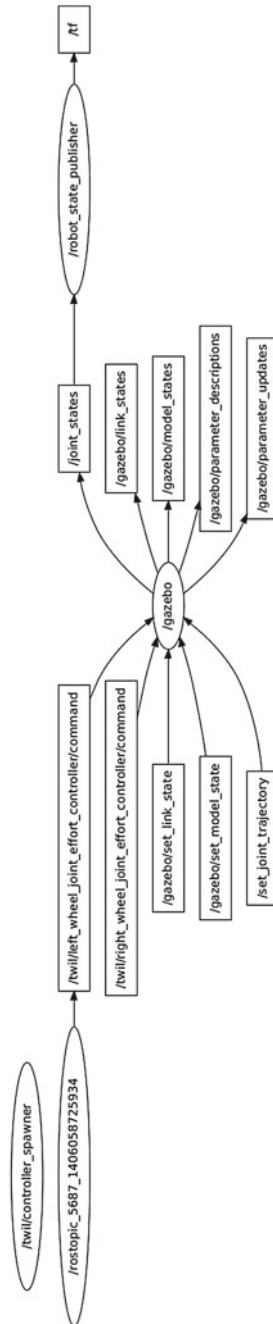 /twil/controller_spawner
/rostopic_5687_1406058725934
/twil/left_wheel_joint_effort_controller/command
/twil/right_wheel_joint_effort_controller/command
/gazebo/set_link_state
/gazebo/set_model_state
/set_joint_trajectory
/gazebo
/joint_states
/gazebo/link_states
/gazebo/model_states
/gazebo/parameter_descriptions
/gazebo/parameter_updates
/robot_state_publisher
/tf